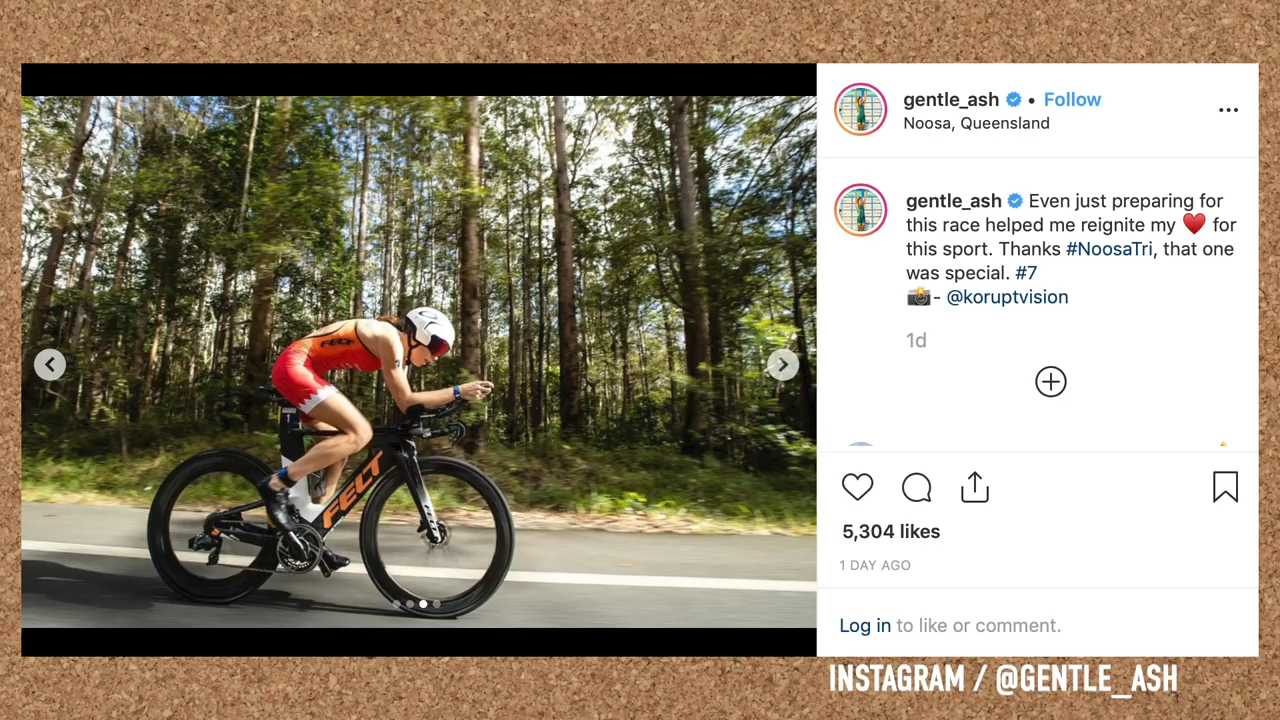 gentle_ash • Follow
Noosa, Queensland
gentle_ash Even just preparing for
this race helped me reignite my ♥️ for
this sport. Thanks #NoosaTri, that one
was special. #7
📸- @koruptvision
1d
FELT
1
FELT
5,304 likes
1 DAY AGO
Log in to like or comment.
INSTAGRAM / @GENTLE_ASH